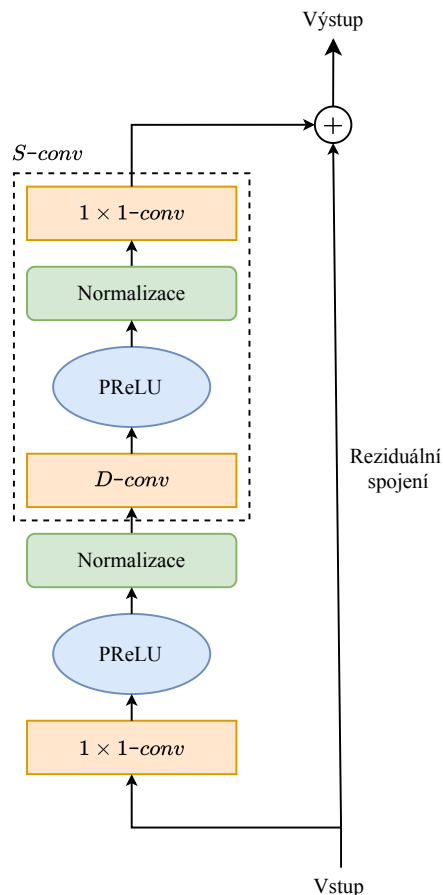 Výstup
+
S-conv
1 × 1-conv
Normalizace
PReLU
D-conv
Reziduální
spojení
Normalizace
PReLU
1 × 1-conv
Vstup